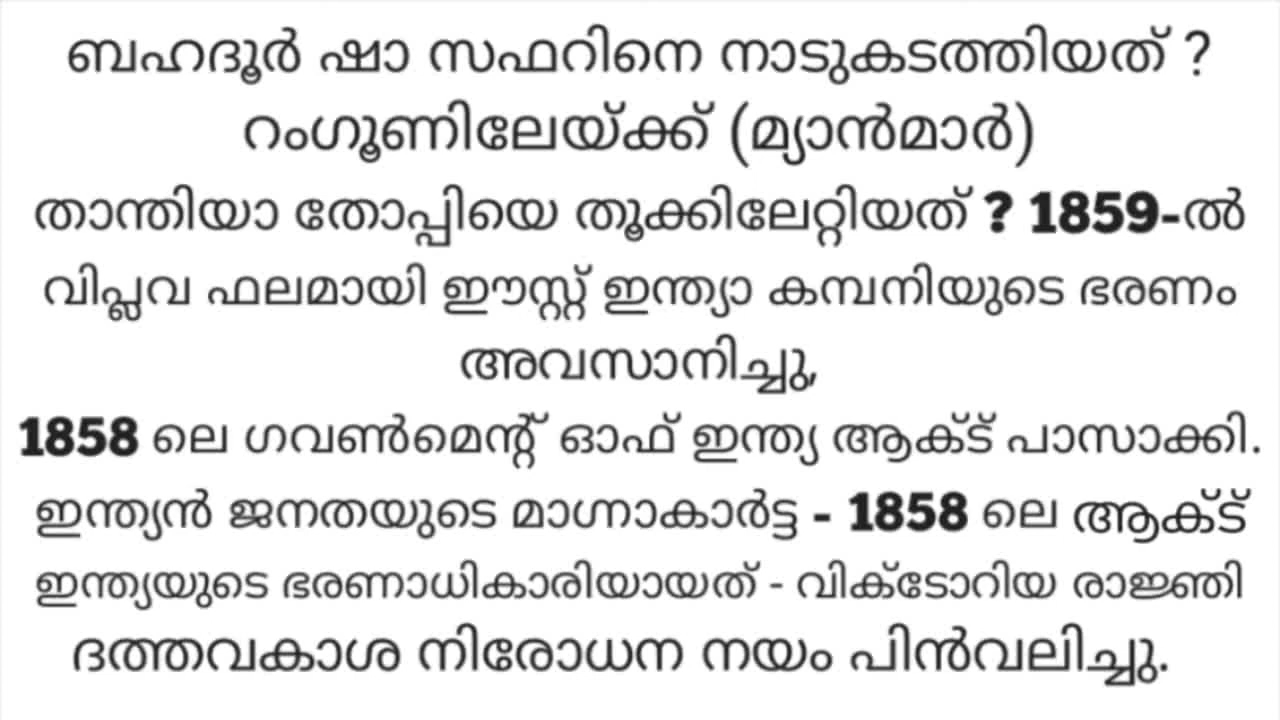 ബഹദൂർ ഷാ സഫറിനെ നാടുകടത്തിയത് ?
റംഗൂണിലേയ്ക്ക് (മ്യാൻമാർ)
താന്തിയാ തോപ്പിയെ തൂക്കിലേറ്റിയത് ? 1859-ൽ
വിപ്ലവ ഫലമായി ഈസ്റ്റ് ഇന്ത്യാ കമ്പനിയുടെ ഭരണം
അവസാനിച്ചു,
1858 ലെ ഗവൺമെന്റ് ഓഫ് ഇന്ത്യ ആക്ട് പാസാക്കി.
ഇന്ത്യൻ ജനതയുടെ മാഗ്നാകാർട്ട - 1858 ലെ ആക്ട്
ഇന്ത്യയുടെ ഭരണാധികാരിയായത് - വിക്ടോറിയ രാജ്ഞി
ദത്തവകാശ നിരോധന നയം പിൻവലിച്ചു.